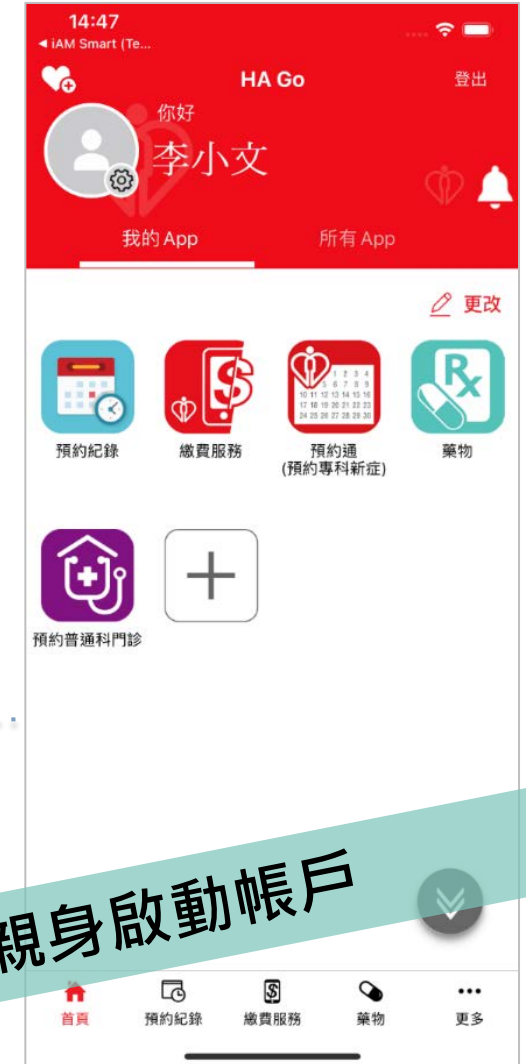 14:47
◀ iAM Smart (Te...
HA Go
登出
你好
李小文
我的 App
所有 App
更改
預約紀錄
繳費服務
預約通
(預約專科新症)
藥物
預約普通科門診
親身啟動帳戶
首頁
預約紀錄
繳費服務
藥物
更多